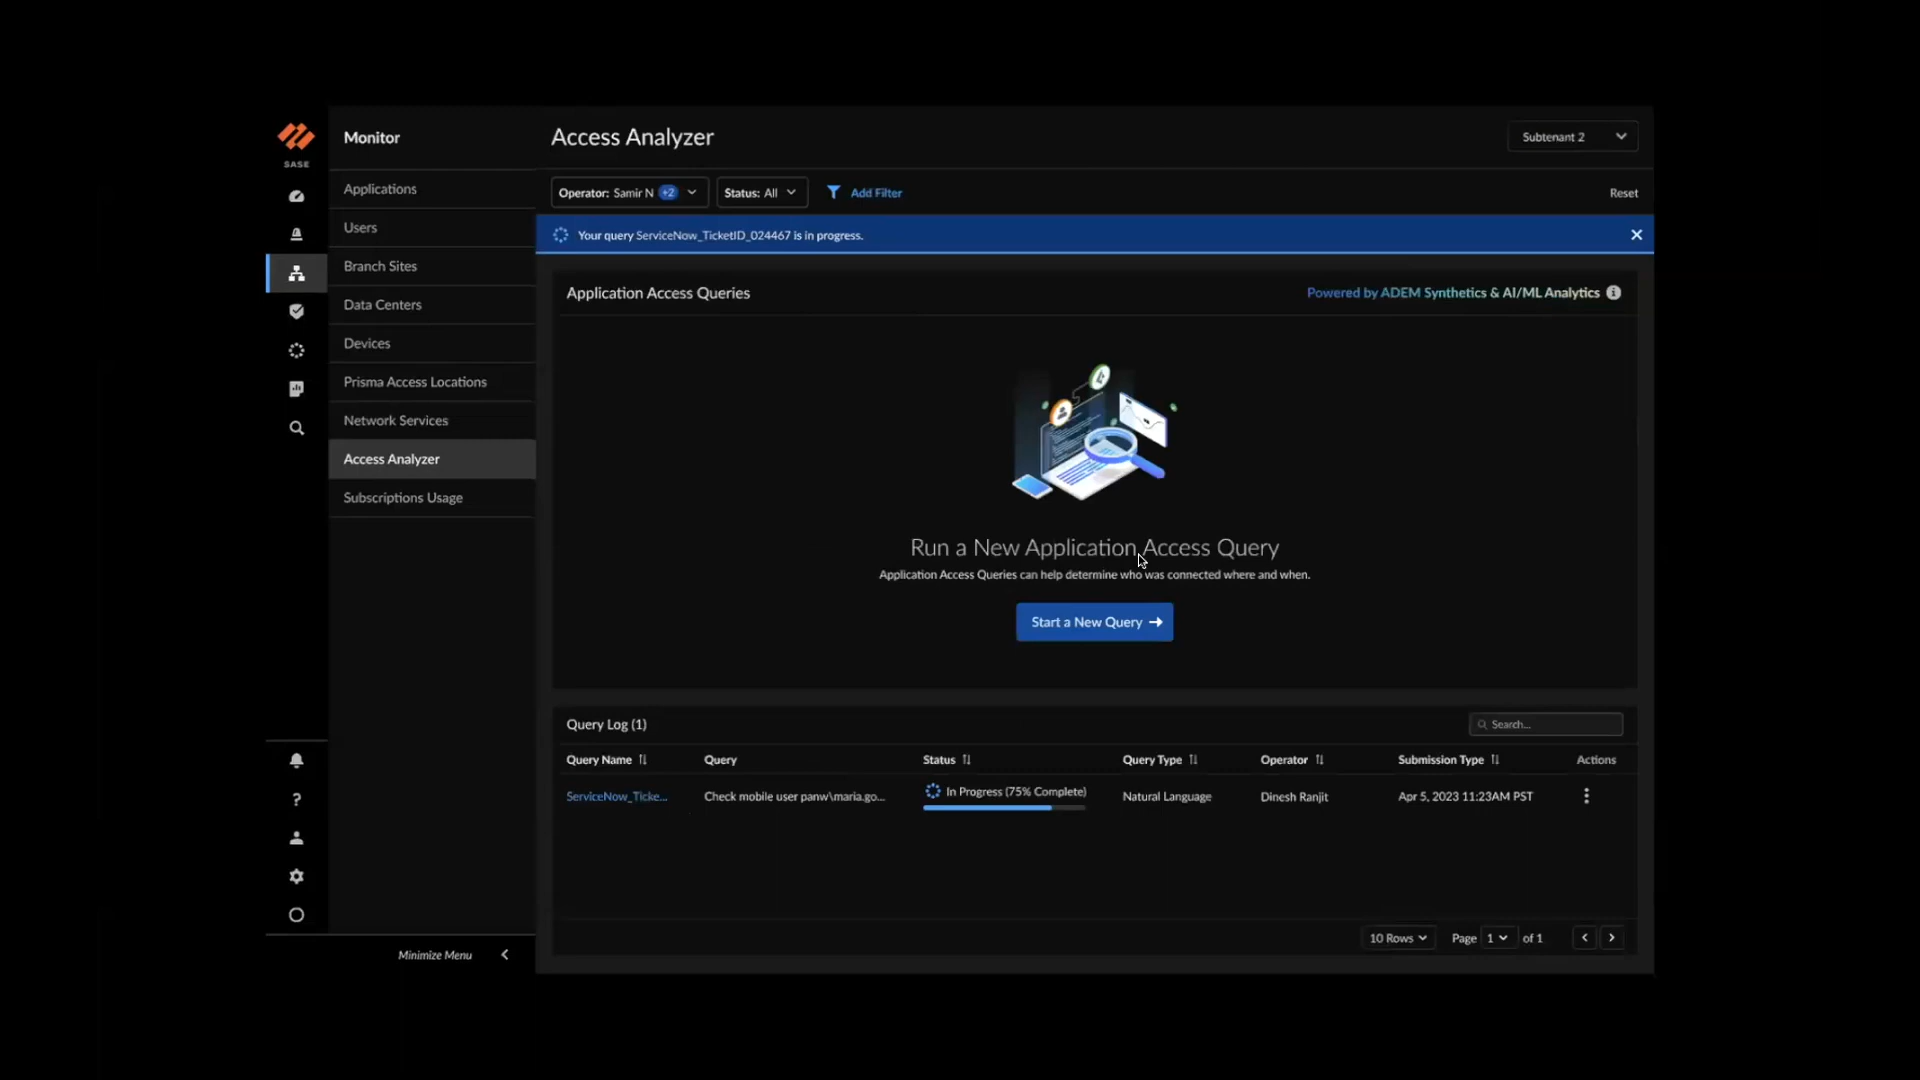 SASE
Monitor
Applications
Users
Branch Sites
Data Centers
Devices
Prisma Access Locations
Network Services
Access Analyzer
Subscriptions Usage
?
Minimize Menu
Access Analyzer
Subtenant 2
Operator: Samir N +2
Status: All
Add Filter
Reset
Your query ServiceNow_TicketID_024467 is in progress.
Application Access Queries
Powered by ADEM Synthetics & AI/ML Analytics
Run a New Application Access Query
Application Access Queries can help determine who was connected where and when.
Start a New Query
Query Log (1)
Search...
Query Name Query Status Query Type Operator Submission Type Actions
ServiceNow_Ticke... Check mobile user panw\maria.go... In Progress (75% Complete) Natural Language Dinesh Ranjit Apr 5, 2023 11:23AM PST
10 Rows Page 1 of 1